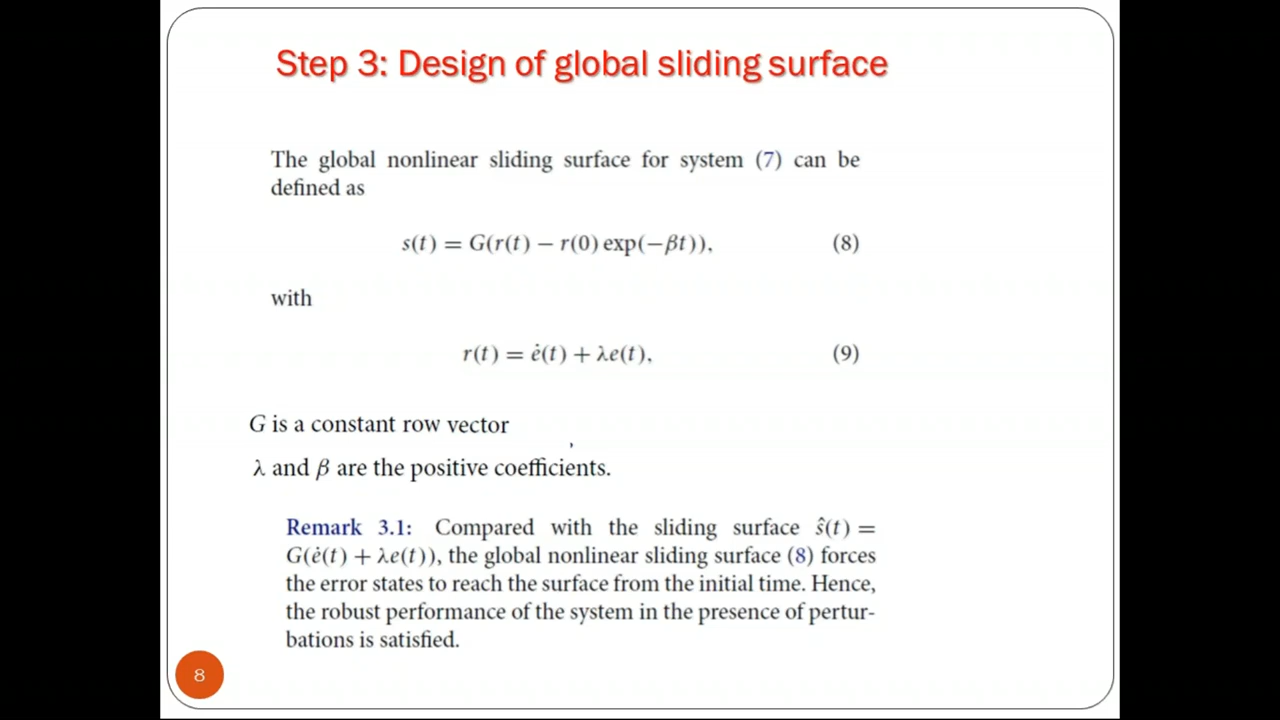 Step 3: Design of global sliding surface
The global nonlinear sliding surface for system (7) can be
defined as
s(t) = G(r(t) − r(0) exp(−βt)), (8)
with
r(t) = ė(t) + λe(t), (9)
G is a constant row vector
,
λ and β are the positive coefficients.
Remark 3.1: Compared with the sliding surface ŝ(t) =
G(ė(t) + λe(t)), the global nonlinear sliding surface (8) forces
the error states to reach the surface from the initial time. Hence,
the robust performance of the system in the presence of pertur-
bations is satisfied.
8